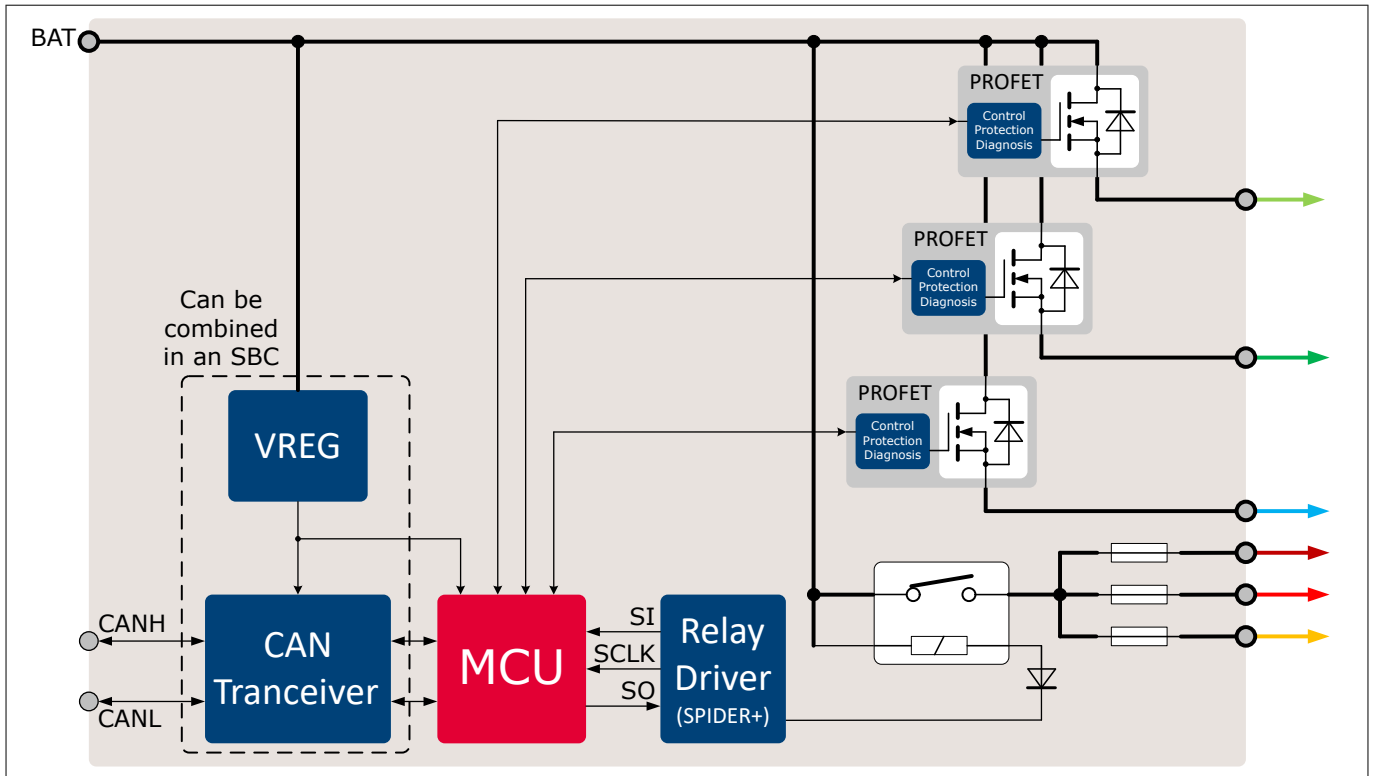 BAT
PROFET
Control
Protection
Diagnosis
PROFET
Control
Protection
Diagnosis
Can be
combined
in an SBC
PROFET
Control
Protection
Diagnosis
VREG
CANH
CANL
CAN
Tranceiver
MCU
SI
SCLK
SO
Relay
Driver
(SPIDER+)